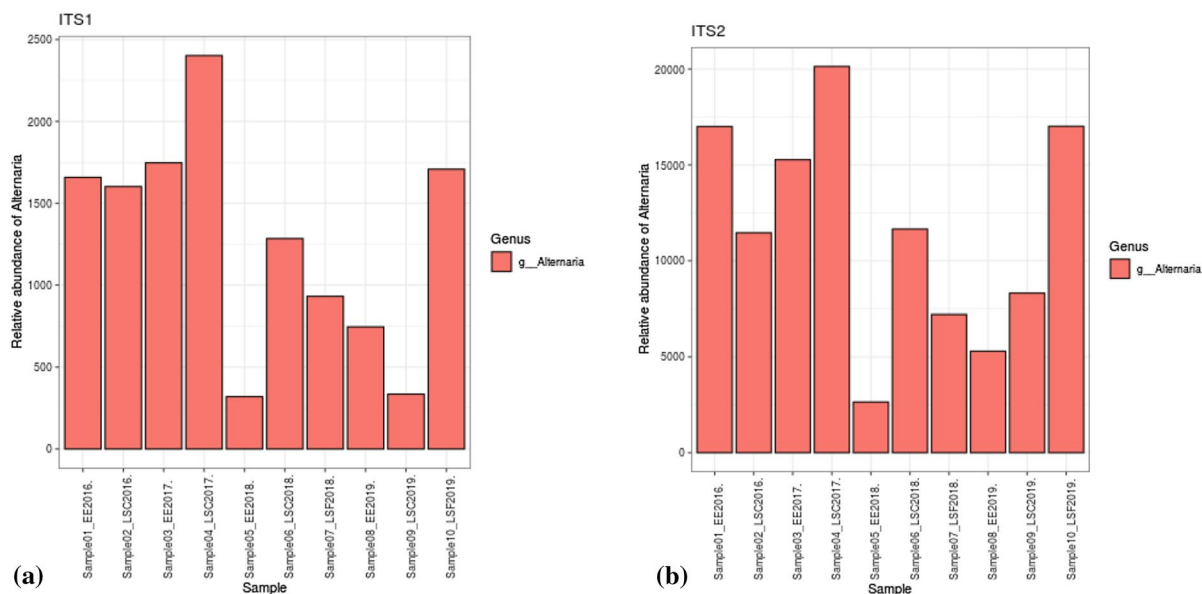 ITS1
Relative abundance of Alternaria
2500
2000
1500
1000
500
0
Sample01_EE2016.
Sample02_LSC2016.
Sample03_EE2017.
Sample04_LSC2017.
Sample05_EE2018.
Sample06_LSC2018.
Sample07_LSF2018.
Sample08_EE2019.
Sample09_LSC2019.
Sample10_LSF2019.
Sample
Genus
g__Alternaria
(a)
ITS2
Relative abundance of Alternaria
20000
15000
10000
5000
0
Sample01_EE2016.
Sample02_LSC2016.
Sample03_EE2017.
Sample04_LSC2017.
Sample05_EE2018.
Sample06_LSC2018.
Sample07_LSF2018.
Sample08_EE2019.
Sample09_LSC2019.
Sample10_LSF2019.
Sample
Genus
g__Alternaria
(b)